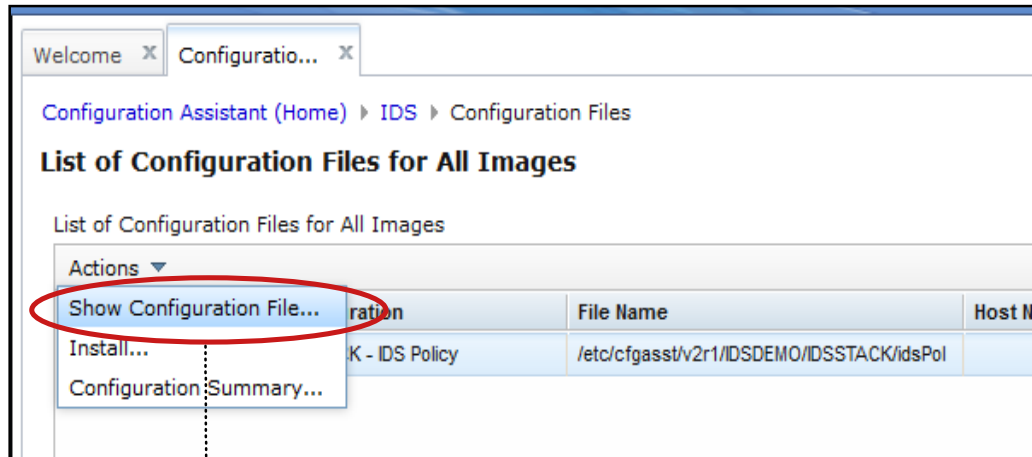 Welcome x Configuratio... x
Configuration Assistant (Home) IDS Configuration Files
List of Configuration Files for All Images
List of Configuration Files for All Images
Actions
Show Configuration File... ration File Name Host N
Install... K - IDS Policy /etc/cfgasst/v2r1/IDSDEMO/IDSSTACK/idsPol
Configuration Summary...